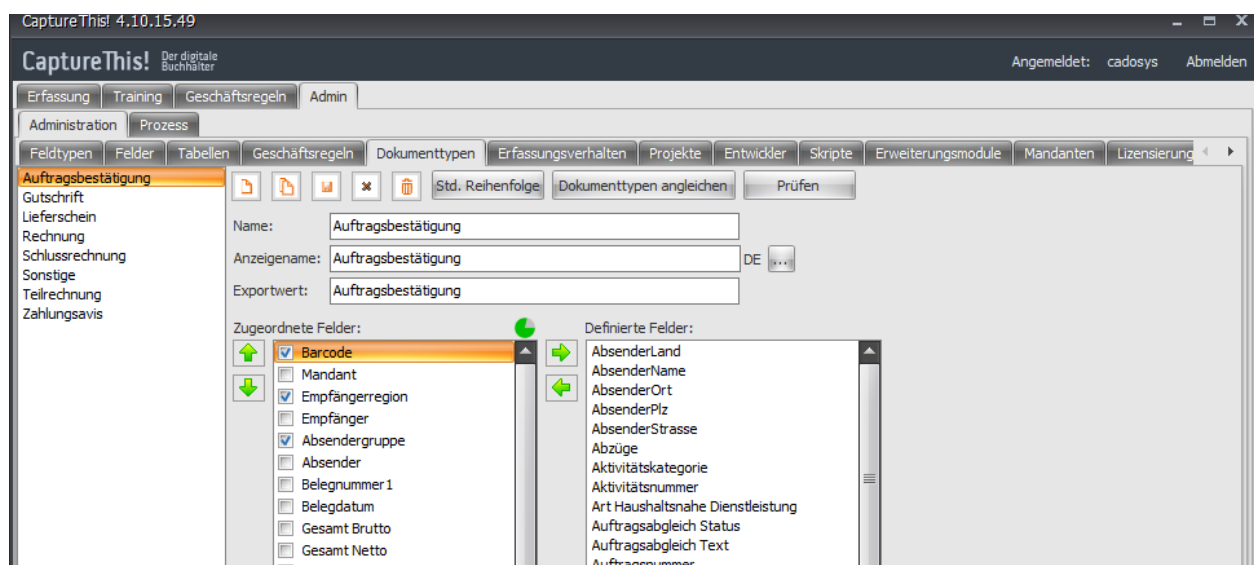 CaptureThis! 4.10.15.49
CaptureThis! Der digitale Buchhalter Angemeldet: cadosys Abmelden
Erfassung Training Geschäftsregeln Admin
Administration Prozess
Feldtypen Felder Tabellen Geschäftsregeln Dokumenttypen Erfassungsverhalten Projekte Entwickler Skripte Erweiterungsmodule Mandanten Lizensierung
Auftragsbestätigung
Gutschrift
Lieferschein
Rechnung
Schlussrechnung
Sonstige
Teilrechnung
Zahlungsavis
Std. Reihenfolge Dokumenttypen angleichen Prüfen
Name: Auftragsbestätigung
Anzeigename: Auftragsbestätigung DE ...
Exportwert: Auftragsbestätigung
Zugeordnete Felder:
Barcode
Mandant
Empfängerregion
Empfänger
Absendergruppe
Absender
Belegnummer1
Belegdatum
Gesamt Brutto
Gesamt Netto
Definierte Felder:
AbsenderLand
AbsenderName
AbsenderOrt
AbsenderPlz
AbsenderStrasse
Abzüge
Aktivitätskategorie
Aktivitätsnummer
Art Haushaltsnahe Dienstleistung
Auftragsabgleich Status
Auftragsabgleich Text
Auftragsnummer